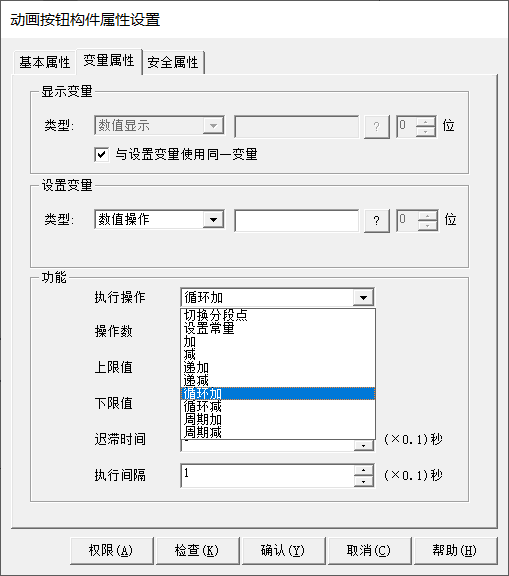 动画按钮构件属性设置
基本属性 变量属性 安全属性
显示变量
类型: 数值显示 ? 0 位
与设置变量使用同一变量
设置变量
类型: 数值操作 ? 0 位
功能
执行操作 循环加
切换分段点
设置常量
操作数
加
减
上限值
递加
递减
循环加
下限值
循环减
周期加
周期减
迟滞时间 (×0.1)秒
执行间隔 1 (×0.1)秒
权限(A) 检查(K) 确认(Y) 取消(C) 帮助(H)